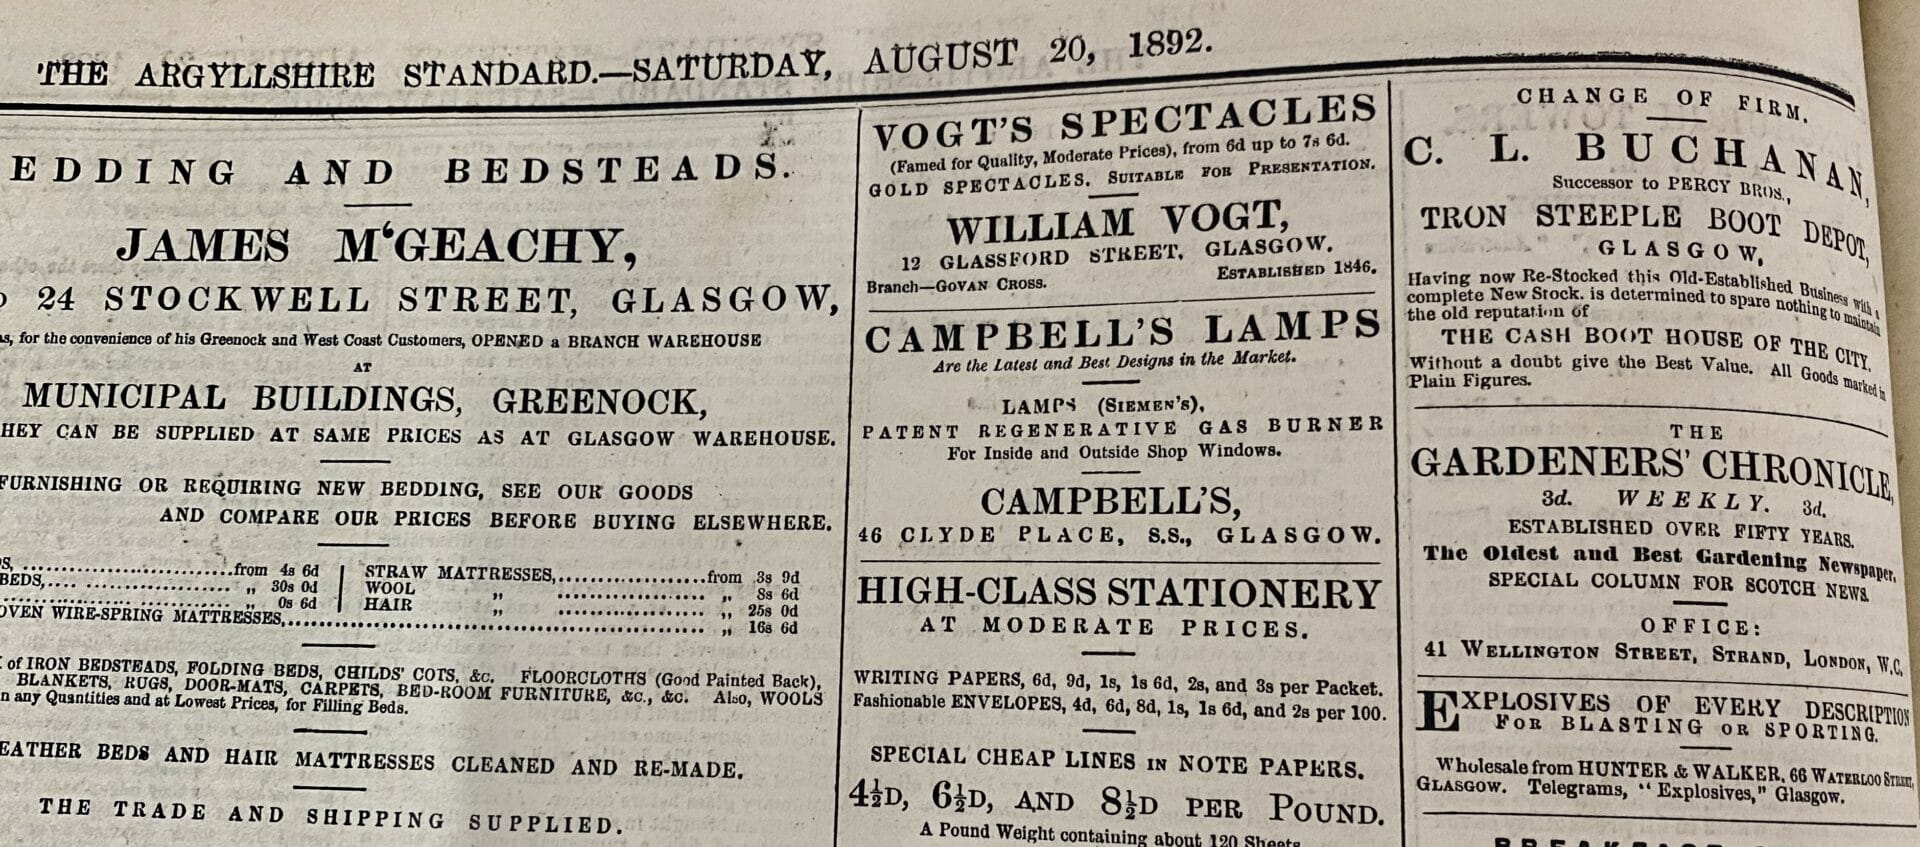 THE ARGYLLSHIRE STANDARD.—SATURDAY, AUGUST 20, 1892.
EDDING AND BEDSTEADS.
JAMES M‘GEACHY,
24 STOCKWELL STREET, GLASGOW,
for the convenience of his Greenock and West Coast Customers, OPENED a BRANCH WAREHOUSE
AT
MUNICIPAL BUILDINGS, GREENOCK,
HEY CAN BE SUPPLIED AT SAME PRICES AS AT GLASGOW WAREHOUSE.
FURNISHING OR REQUIRING NEW BEDDING, SEE OUR GOODS
AND COMPARE OUR PRICES BEFORE BUYING ELSEWHERE.
S, from 4s 6d
BEDS, „ 30s 0d
„ 0s 6d
STRAW MATTRESSES, from 3s 9d
WOOL „ „ 8s 6d
HAIR „ „ 25s 0d
OVEN WIRE-SPRING MATTRESSES, „ 16s 6d
of IRON BEDSTEADS, FOLDING BEDS, CHILDS' COTS, &c. FLOORCLOTHS (Good Painted Back),
BLANKETS, RUGS, DOOR-MATS, CARPETS, BED-ROOM FURNITURE, &c., &c. Also, WOOLS
n any Quantities and at Lowest Prices, for Filling Beds.
EATHER BEDS AND HAIR MATTRESSES CLEANED AND RE-MADE.
THE TRADE AND SHIPPING SUPPLIED.
VOGT'S SPECTACLES
(Famed for Quality, Moderate Prices), from 6d up to 7s 6d.
GOLD SPECTACLES, SUITABLE FOR PRESENTATION.
WILLIAM VOGT,
12 GLASSFORD STREET, GLASGOW.
Branch—GOVAN CROSS. ESTABLISHED 1846.
CAMPBELL'S LAMPS
Are the Latest and Best Designs in the Market.
LAMPS (SIEMEN'S),
PATENT REGENERATIVE GAS BURNER
For Inside and Outside Shop Windows.
CAMPBELL'S,
46 CLYDE PLACE, S.S., GLASGOW.
HIGH-CLASS STATIONERY
AT MODERATE PRICES.
WRITING PAPERS, 6d, 9d, 1s, 1s 6d, 2s, and 3s per Packet.
Fashionable ENVELOPES, 4d, 6d, 8d, 1s, 1s 6d, and 2s per 100.
SPECIAL CHEAP LINES IN NOTE PAPERS.
4½D, 6½D, AND 8½D PER POUND.
A Pound Weight containing about 120 Sheets
CHANGE OF FIRM.
C. L. BUCHANAN,
Successor to PERCY BROS.,
TRON STEEPLE BOOT DEPOT,
GLASGOW,
Having now Re-Stocked this Old-Established Business with a
complete New Stock, is determined to spare nothing to maintain
the old reputation of
THE CASH BOOT HOUSE OF THE CITY,
Without a doubt give the Best Value. All Goods marked in
Plain Figures.
THE
GARDENERS' CHRONICLE,
3d. WEEKLY. 3d.
ESTABLISHED OVER FIFTY YEARS.
The Oldest and Best Gardening Newspaper,
SPECIAL COLUMN FOR SCOTCH NEWS.
OFFICE:
41 WELLINGTON STREET, STRAND, LONDON, W.C.
EXPLOSIVES OF EVERY DESCRIPTION
FOR BLASTING OR SPORTING.
Wholesale from HUNTER & WALKER, 66 WATERLOO STREET,
GLASGOW. Telegrams, "Explosives," Glasgow.